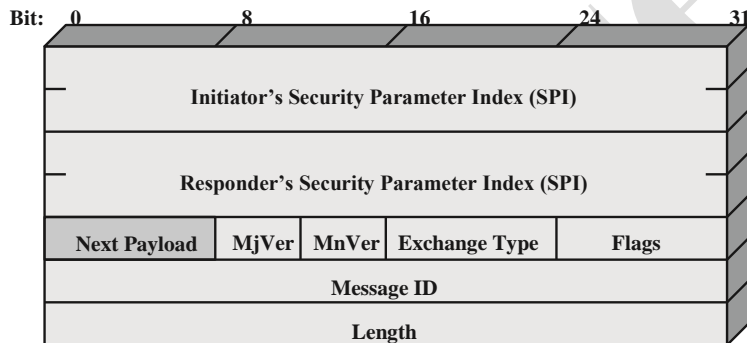 Bit: 0 8 16 24 31
Initiator’s Security Parameter Index (SPI)
Responder’s Security Parameter Index (SPI)
Next Payload MjVer MnVer Exchange Type Flags
Message ID
Length